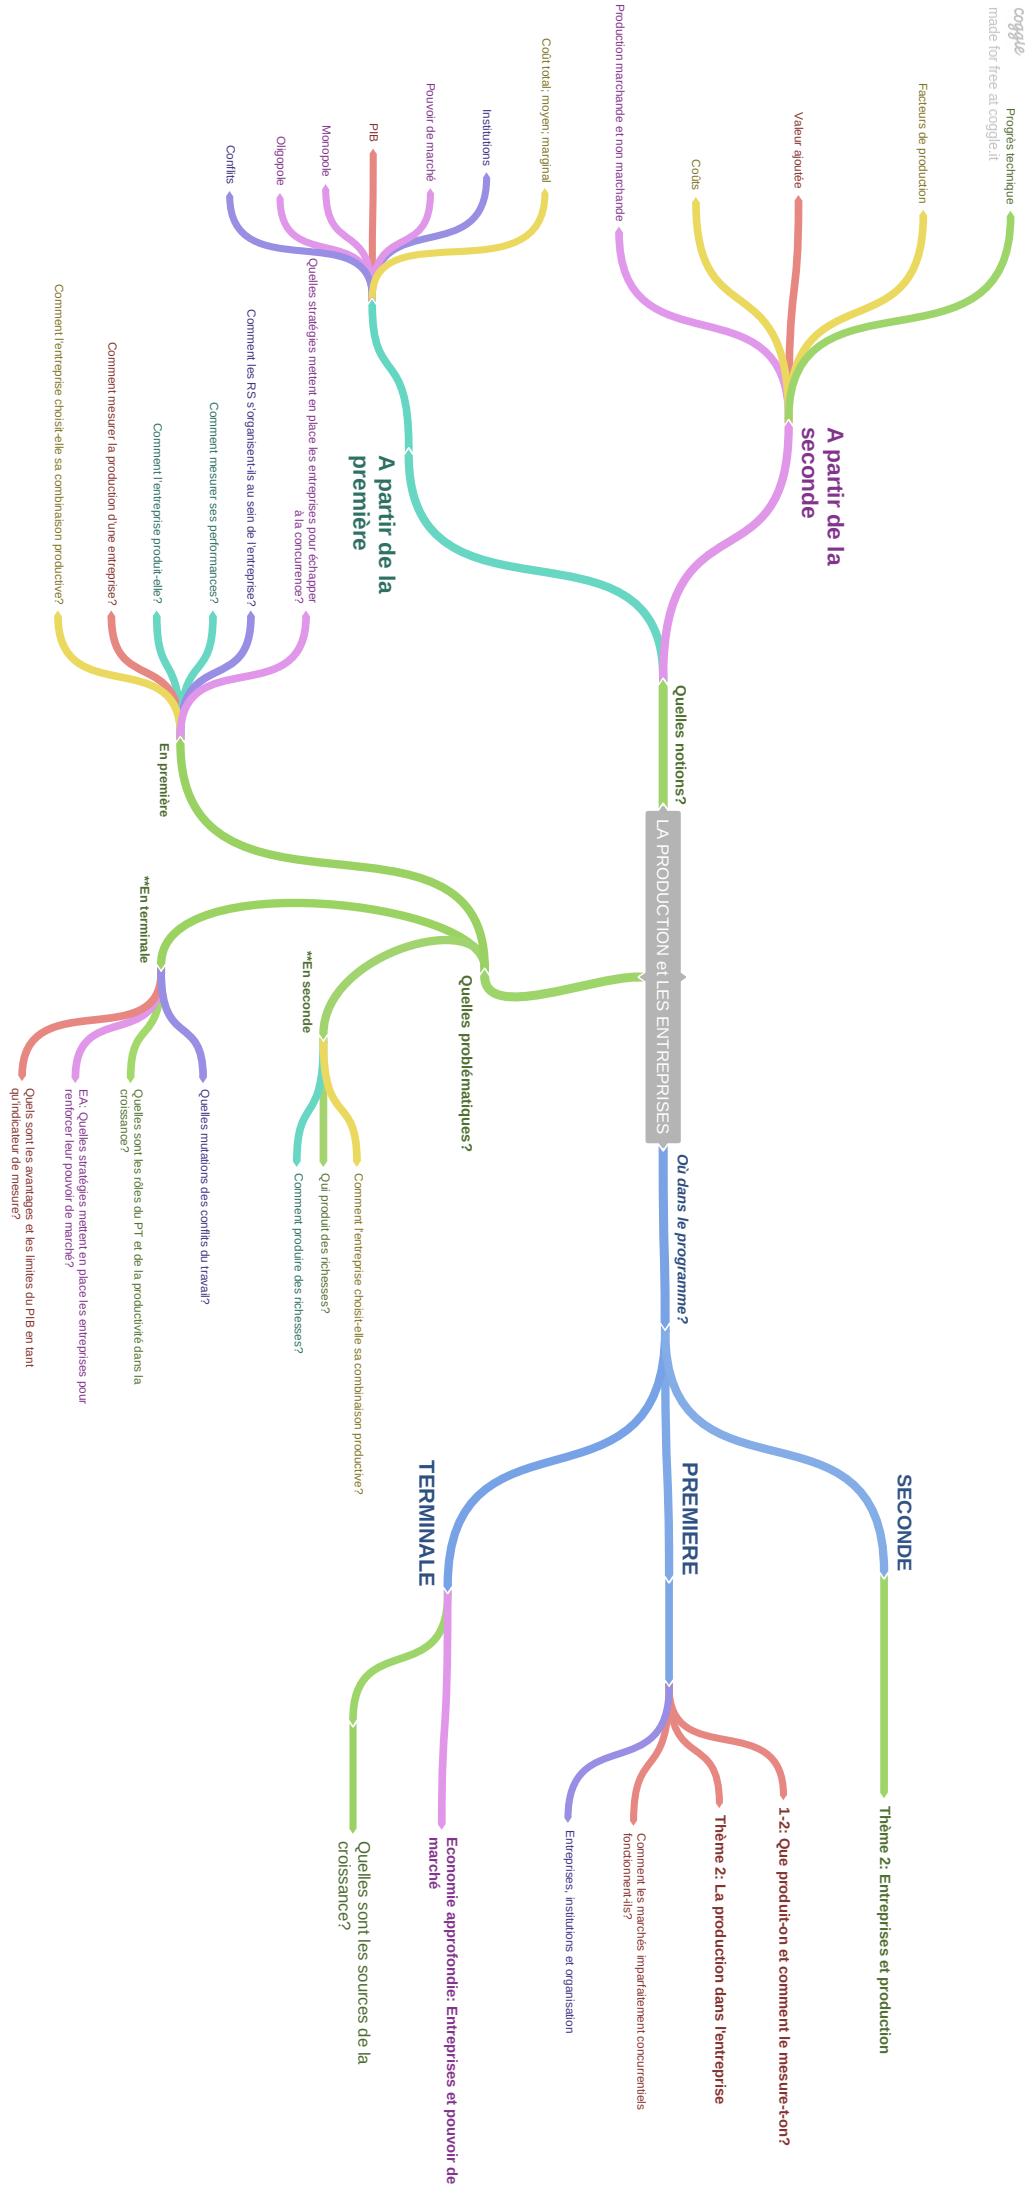 coggle
made for free at coggle.it
LA PRODUCTION et LES ENTREPRISES
Quelles notions?
A partir de la
seconde
Progrès technique
Facteurs de production
Valeur ajoutée
Coûts
Production marchande et non marchande
A partir de la
première
Coût total; moyen; marginal
Institutions
Pouvoir de marché
PIB
Monopole
Oligopole
Conflits
Quelles problématiques?
En première
Quelles stratégies mettent en place les entreprises pour échapper
à la concurrence?
Comment les RS s'organisent-ils au sein de l'entreprise?
Comment mesurer ses performances?
Comment l'entreprise produit-elle?
Comment mesurer la production d'une entreprise?
Comment l'entreprise choisit-elle sa combinaison productive?
**En seconde
Comment l'entreprise choisit-elle sa combinaison productive?
Qui produit des richesses?
Comment produire des richesses?
**En terminale
Quelles mutations des conflits du travail?
Quelles sont les rôles du PT et de la productivité dans la
croissance?
EA: Quelles stratégies mettent en place les entreprises pour
renforcer leur pouvoir de marché?
Quels sont les avantages et les limites du PIB en tant
qu'indicateur de mesure?
Où dans le programme?
SECONDE
Thème 2: Entreprises et production
PREMIERE
1-2: Que produit-on et comment le mesure-t-on?
Thème 2: La production dans l'entreprise
Comment les marchés imparfaitement concurrentiels
fonctionnent-ils?
Entreprises, institutions et organisation
TERMINALE
Economie approfondie: Entreprises et pouvoir de
marché
Quelles sont les sources de la
croissance?